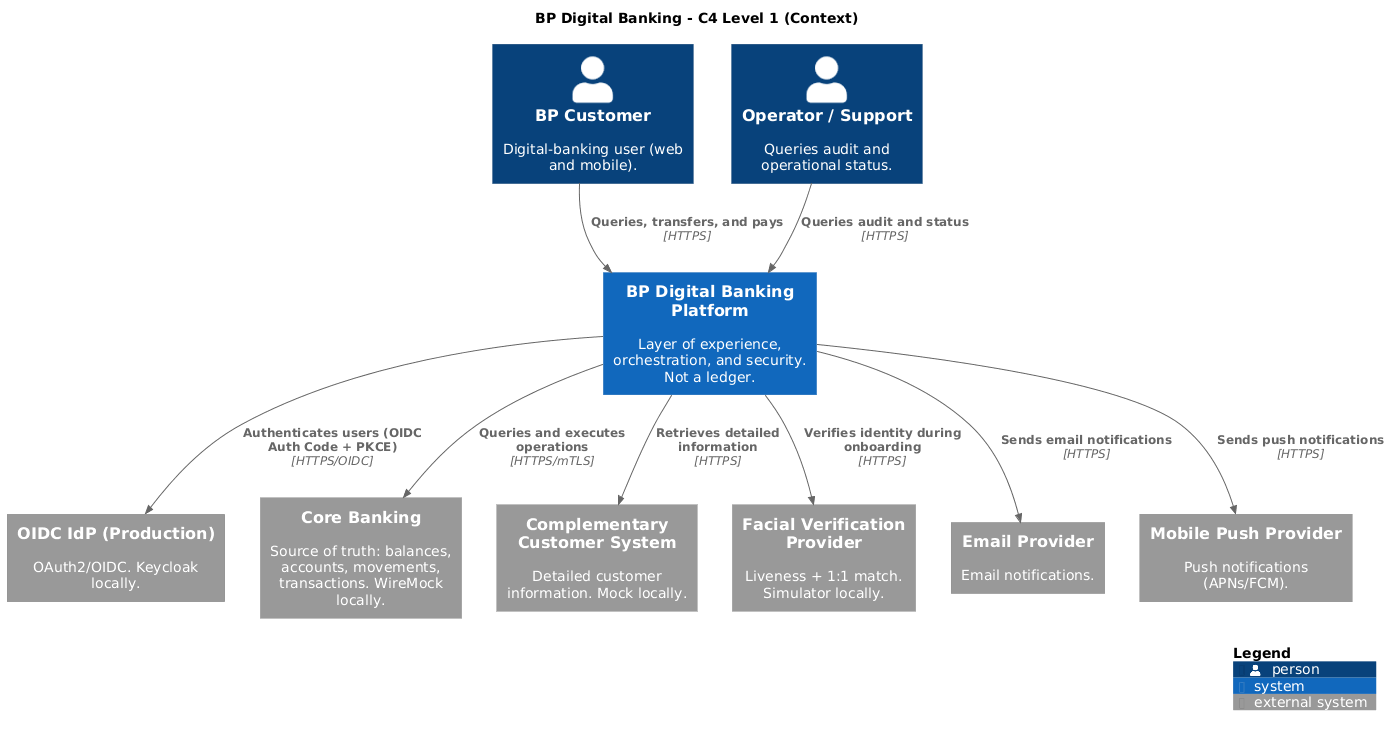 BP Digital Banking - C4 Level 1 (Context)
BP Customer
Digital-banking user (web
and mobile).
Operator / Support
Queries audit and
operational status.
Queries, transfers, and pays
[HTTPS]
Queries audit and status
[HTTPS]
BP Digital Banking
Platform
Layer of experience,
orchestration, and security.
Not a ledger.
Authenticates users (OIDC
Auth Code + PKCE)
[HTTPS/OIDC]
Queries and executes
operations
[HTTPS/mTLS]
Retrieves detailed
information
[HTTPS]
Verifies identity during
onboarding
[HTTPS]
Sends email notifications
[HTTPS]
Sends push notifications
[HTTPS]
OIDC IdP (Production)
OAuth2/OIDC. Keycloak
locally.
Core Banking
Source of truth: balances,
accounts, movements,
transactions. WireMock
locally.
Complementary
Customer System
Detailed customer
information. Mock locally.
Facial Verification
Provider
Liveness + 1:1 match.
Simulator locally.
Email Provider
Email notifications.
Mobile Push Provider
Push notifications
(APNs/FCM).
Legend
person
system
external system